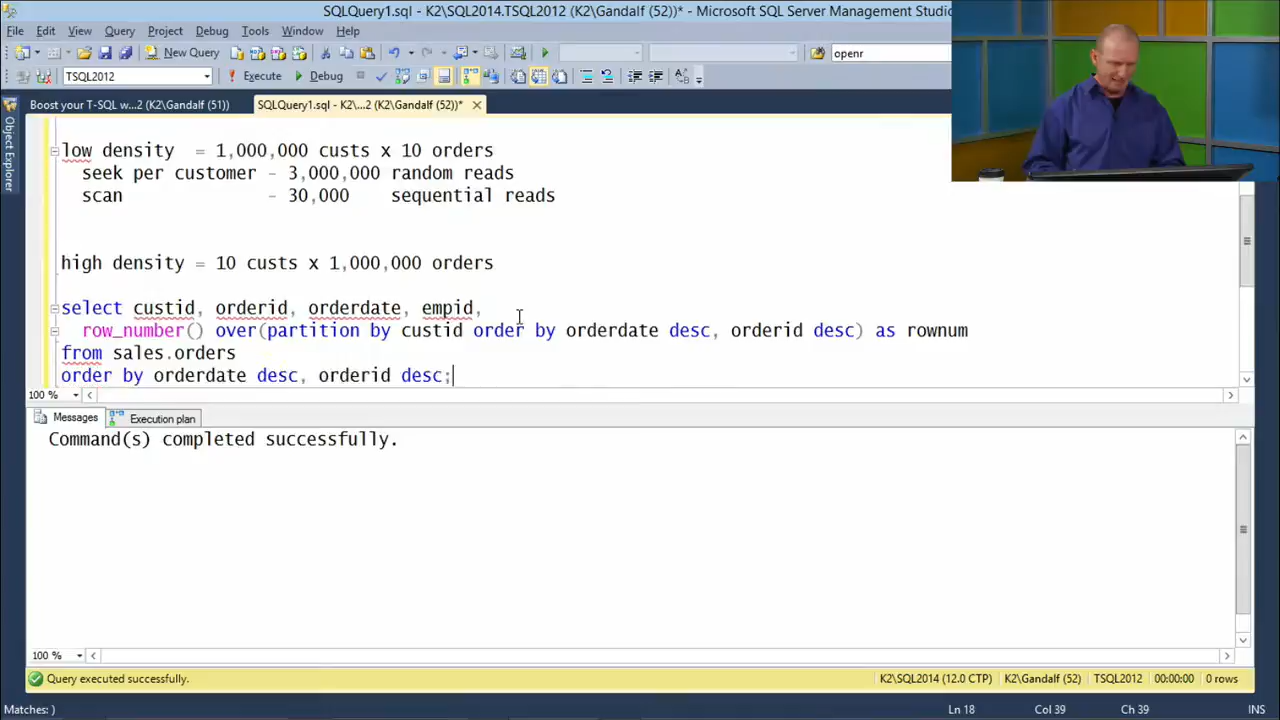 SQLQuery1.sql - K2\SQL2014.TSQL2012 (K2\Gandalf (52))* - Microsoft SQL Server Management Studio
File Edit View Query Project Debug Tools Window Help
New Query openr
TSQL2012 Execute Debug
Boost your T-SQL w...2 (K2\Gandalf (51)) SQLQuery1.sql - K2\...2 (K2\Gandalf (52))*
Object Explorer
low density = 1,000,000 custs x 10 orders
seek per customer - 3,000,000 random reads
scan - 30,000 sequential reads
high density = 10 custs x 1,000,000 orders
select custid, orderid, orderdate, empid,
row_number() over(partition by custid order by orderdate desc, orderid desc) as rownum
from sales.orders
order by orderdate desc, orderid desc;
100 %
Messages Execution plan
Command(s) completed successfully.
100 %
Query executed successfully. K2\SQL2014 (12.0 CTP) K2\Gandalf (52) TSQL2012 00:00:00 0 rows
Matches: ) Ln 18 Col 39 Ch 39 INS